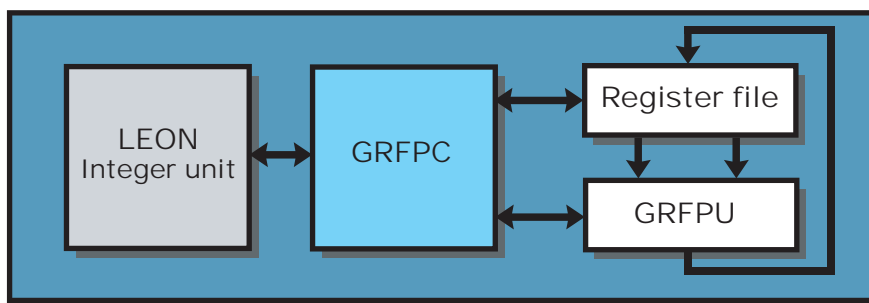 LEON
Integer unit
GRFPC
Register file
GRFPU